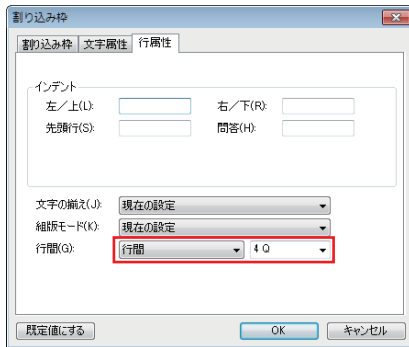 割り込み枠
割り込み枠 文字属性 行属性
インデント
左／上(L): 右／下(R):
先頭行(S): 問答(H):
文字の揃え(J): 現在の設定
組版モード(K): 現在の設定
行間(G): 行間 4 Q
既定値にする OK キャンセル